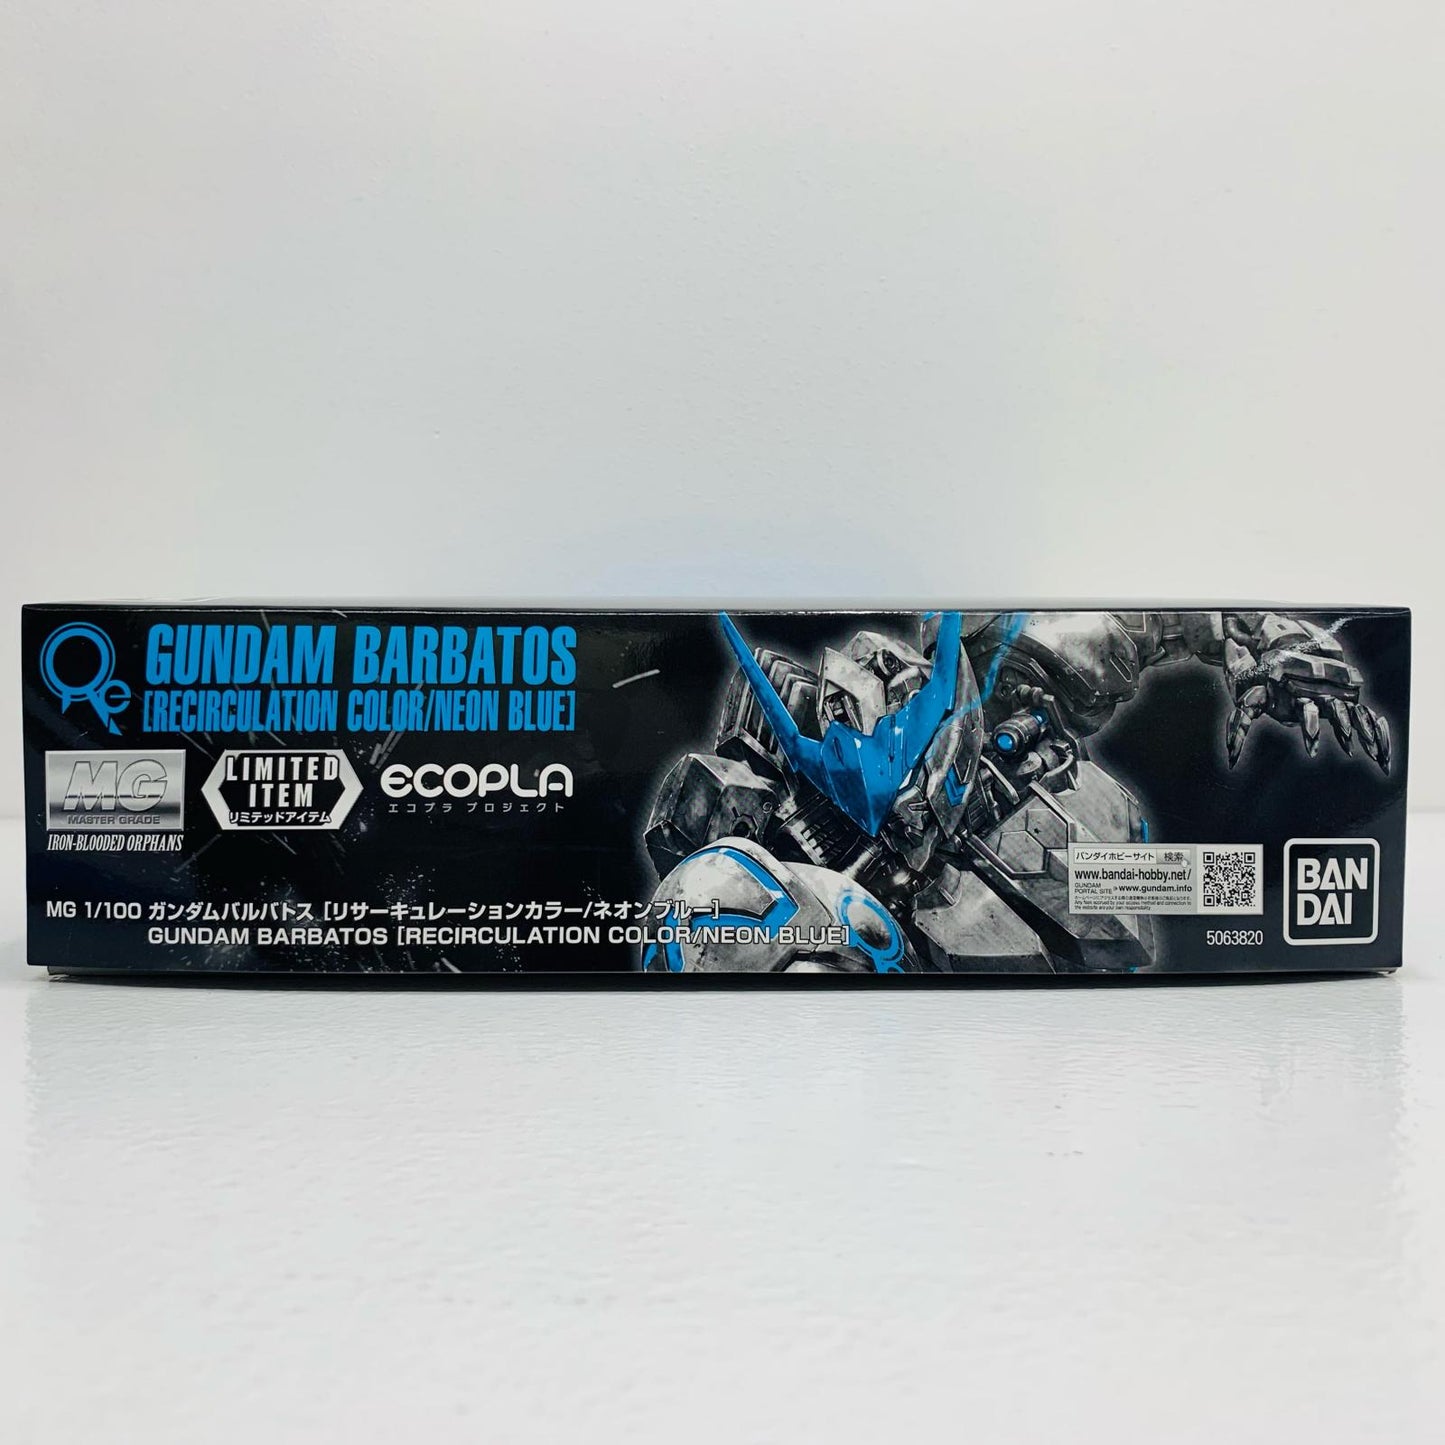 GUNDAM BARBATOS
[RECIRCULATION COLOR/NEON BLUE]
MG
MASTER GRADE
IRON-BLOODED ORPHANS
LIMITED
ITEM
リミテッドアイテム
ECOPLA
エコプラ プロジェクト
MG 1/100 ガンダムバルバトス [リサーキュレーションカラー/ネオンブルー]
GUNDAM BARBATOS [RECIRCULATION COLOR/NEON BLUE]
バンダイホビーサイト 検索
www.bandai-hobby.net/
GUNDAM
PORTAL SITE www.gundam.info
5063820
BAN
DAI